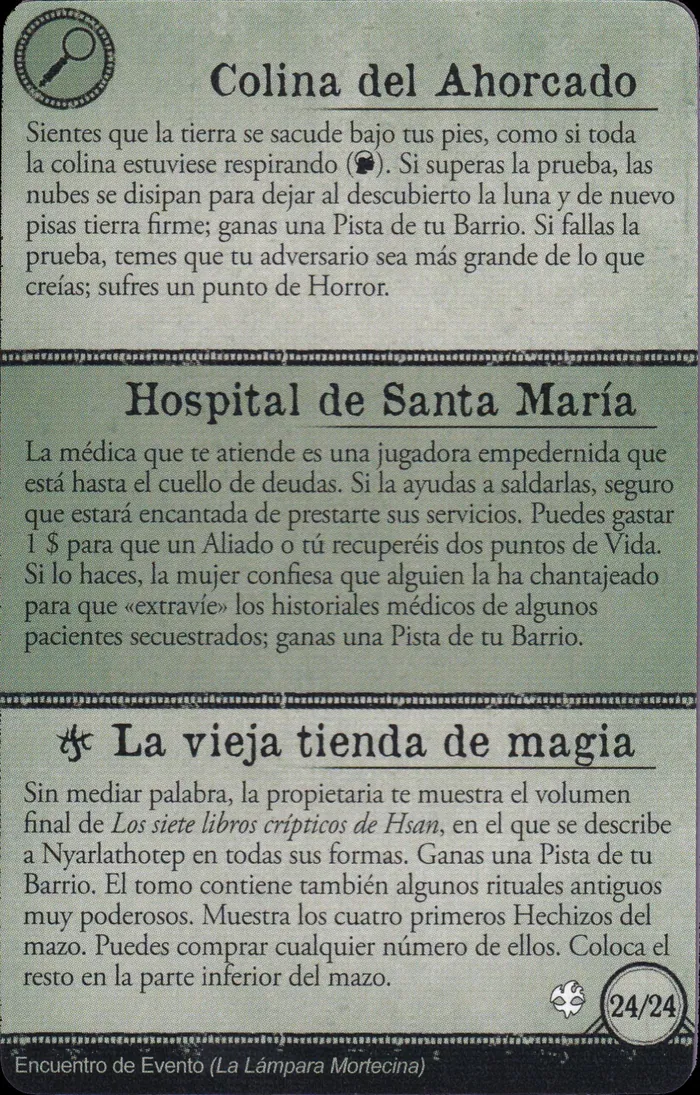 Colina del Ahorcado
Sientes que la tierra se sacude bajo tus pies, como si toda
la colina estuviese respirando (). Si superas la prueba, las
nubes se disipan para dejar al descubierto la luna y de nuevo
pisas tierra firme; ganas una Pista de tu Barrio. Si fallas la
prueba, temes que tu adversario sea más grande de lo que
creías; sufres un punto de Horror.
Hospital de Santa María
La médica que te atiende es una jugadora empedernida que
está hasta el cuello de deudas. Si la ayudas a saldarlas, seguro
que estará encantada de prestarte sus servicios. Puedes gastar
1 $ para que un Aliado o tú recuperéis dos puntos de Vida.
Si lo haces, la mujer confiesa que alguien la ha chantajeado
para que «extravíe» los historiales médicos de algunos
pacientes secuestrados; ganas una Pista de tu Barrio.
La vieja tienda de magia
Sin mediar palabra, la propietaria te muestra el volumen
final de Los siete libros crípticos de Hsan, en el que se describe
a Nyarlathotep en todas sus formas. Ganas una Pista de tu
Barrio. El tomo contiene también algunos rituales antiguos
muy poderosos. Muestra los cuatro primeros Hechizos del
mazo. Puedes comprar cualquier número de ellos. Coloca el
resto en la parte inferior del mazo.
24/24
Encuentro de Evento (La Lámpara Mortecina)